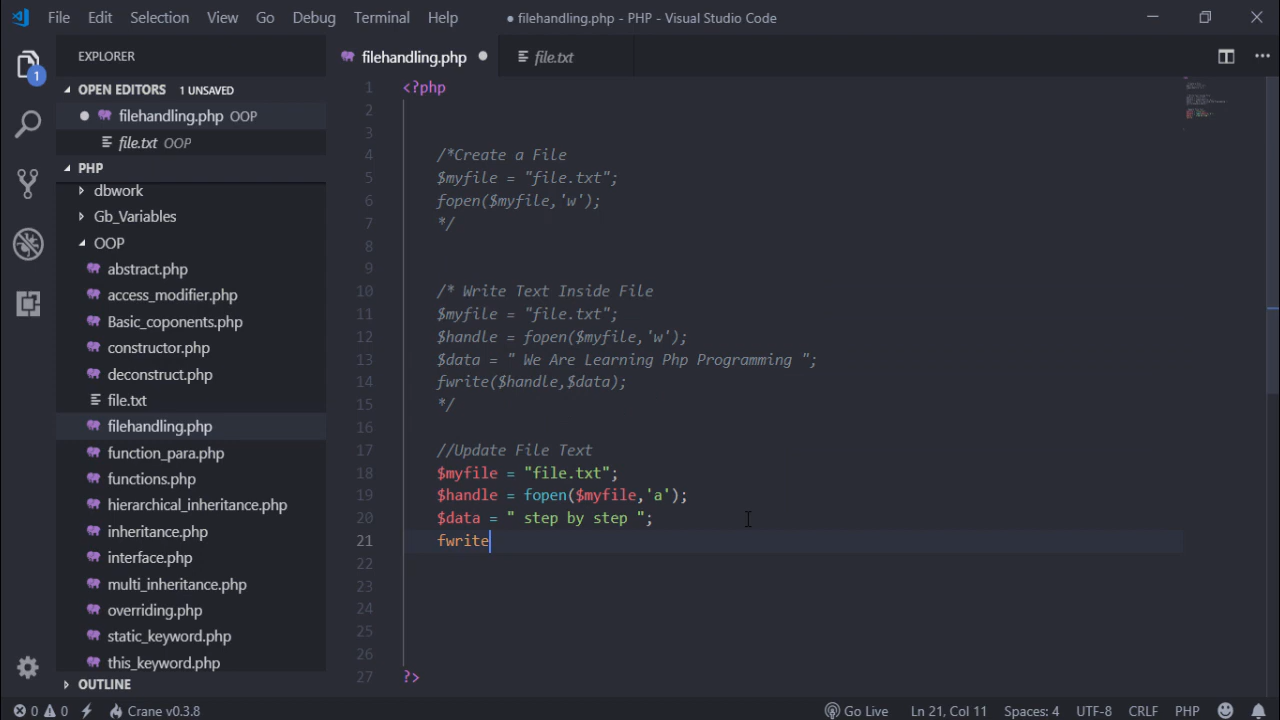 File Edit Selection View Go Debug Terminal Help
● filehandling.php - PHP - Visual Studio Code
EXPLORER
OPEN EDITORS 1 UNSAVED
filehandling.php OOP
file.txt OOP
PHP
dbwork
Gb_Variables
OOP
abstract.php
access_modifier.php
Basic_coponents.php
constructor.php
deconstruct.php
file.txt
filehandling.php
function_para.php
functions.php
hierarchical_inheritance.php
inheritance.php
interface.php
multi_inheritance.php
overriding.php
static_keyword.php
this_keyword.php
OUTLINE
1
filehandling.php file.txt
1 <?php
2
3
4 /*Create a File
5 $myfile = "file.txt";
6 fopen($myfile,'w');
7 */
8
9
10 /* Write Text Inside File
11 $myfile = "file.txt";
12 $handle = fopen($myfile,'w');
13 $data = " We Are Learning Php Programming ";
14 fwrite($handle,$data);
15 */
16
17 //Update File Text
18 $myfile = "file.txt";
19 $handle = fopen($myfile,'a');
20 $data = " step by step ";
21 fwrite
22
23
24
25
26
27 ?>
0 0 Crane v0.3.8 Go Live Ln 21, Col 11 Spaces: 4 UTF-8 CRLF PHP